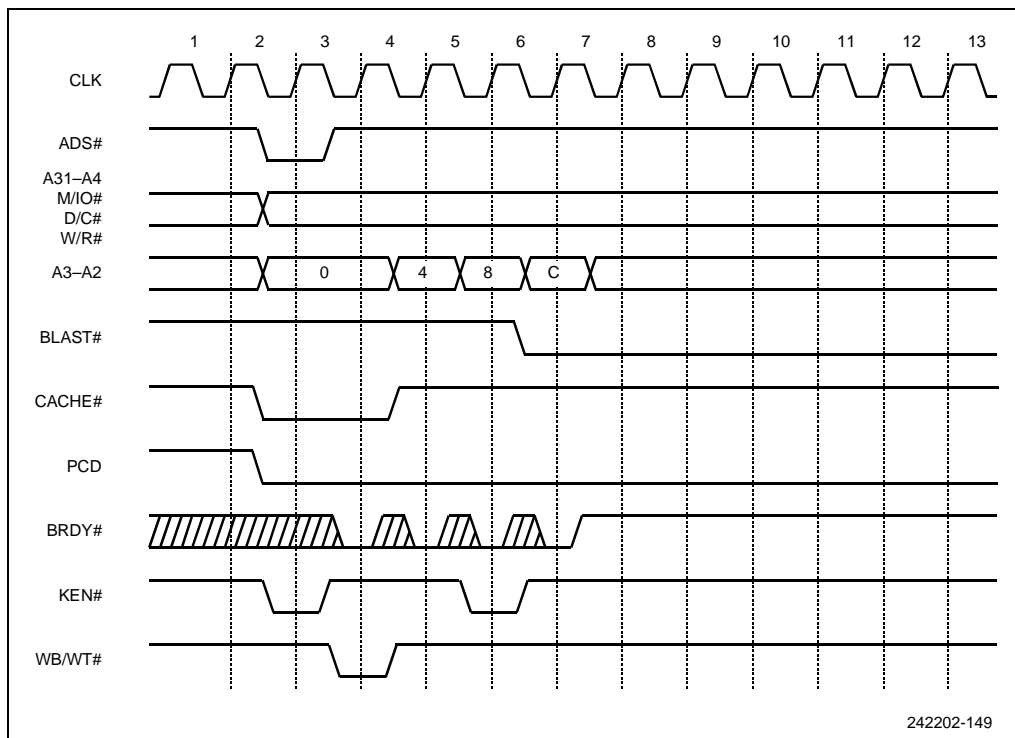 1 2 3 4 5 6 7 8 9 10 11 12 13
CLK
ADS#
A31–A4
M/IO#
D/C#
W/R#
A3–A2 0 4 8 C
BLAST#
CACHE#
PCD
BRDY#
KEN#
WB/WT#
242202-149